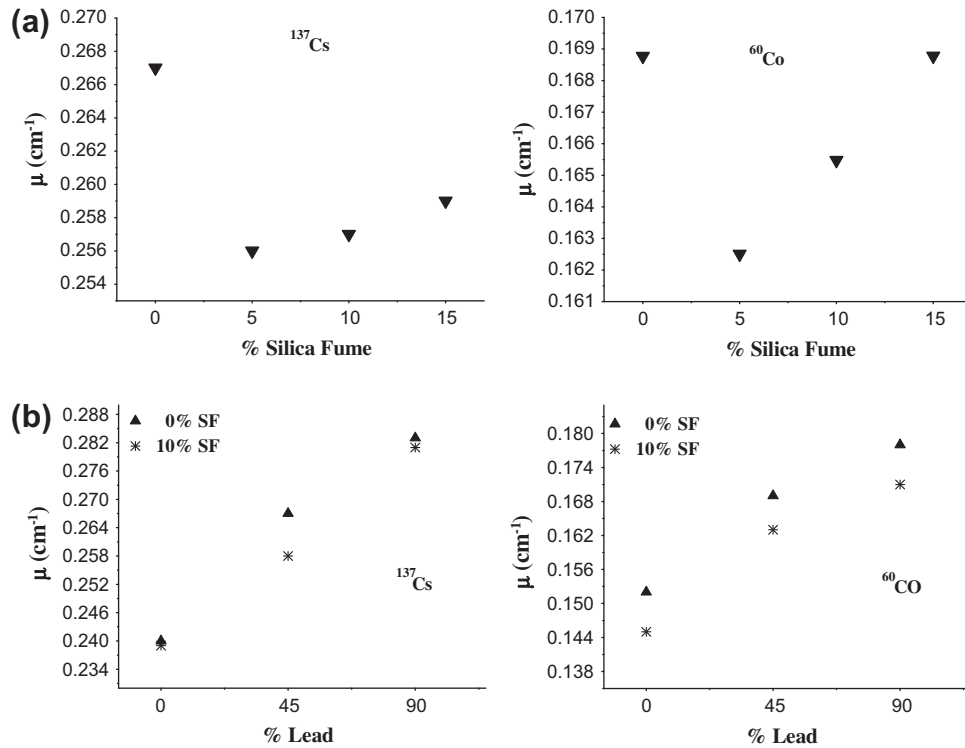 (a)
0.270
0.268
0.266
0.264
0.262
0.260
0.258
0.256
0.254
μ (cm⁻¹)
¹³⁷Cs
0 5 10 15
% Silica Fume
0.170
0.169
0.168
0.167
0.166
0.165
0.164
0.163
0.162
0.161
μ (cm⁻¹)
⁶⁰Co
0 5 10 15
% Silica Fume
(b)
0.288
0.282
0.276
0.270
0.264
0.258
0.252
0.246
0.240
0.234
μ (cm⁻¹)
0% SF
10% SF
¹³⁷Cs
0 45 90
% Lead
0.180
0.174
0.168
0.162
0.156
0.150
0.144
0.138
μ (cm⁻¹)
0% SF
10% SF
⁶⁰CO
0 45 90
% Lead